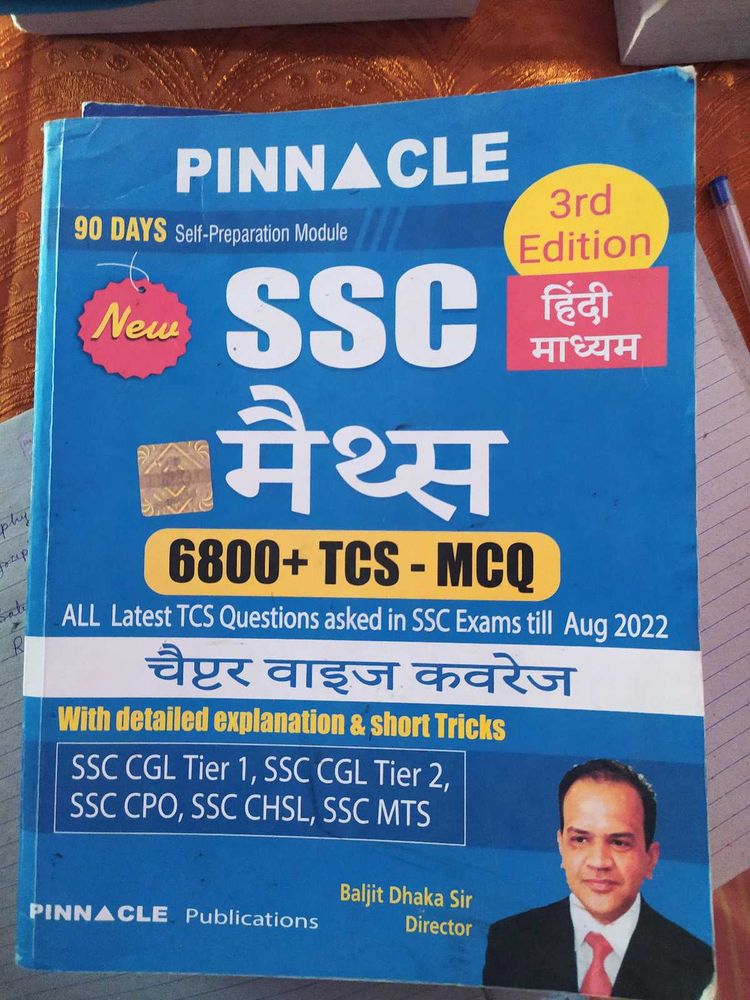 PINNACLE
90 DAYS Self-Preparation Module
3rd
Edition
New
SSC
हिंदी
माध्यम
मैथ्स
6800+ TCS - MCQ
ALL Latest TCS Questions asked in SSC Exams till Aug 2022
चैप्टर वाइज कवरेज
With detailed explanation & short Tricks
SSC CGL Tier 1, SSC CGL Tier 2,
SSC CPO, SSC CHSL, SSC MTS
Baljit Dhaka Sir
Director
PINNACLE Publications